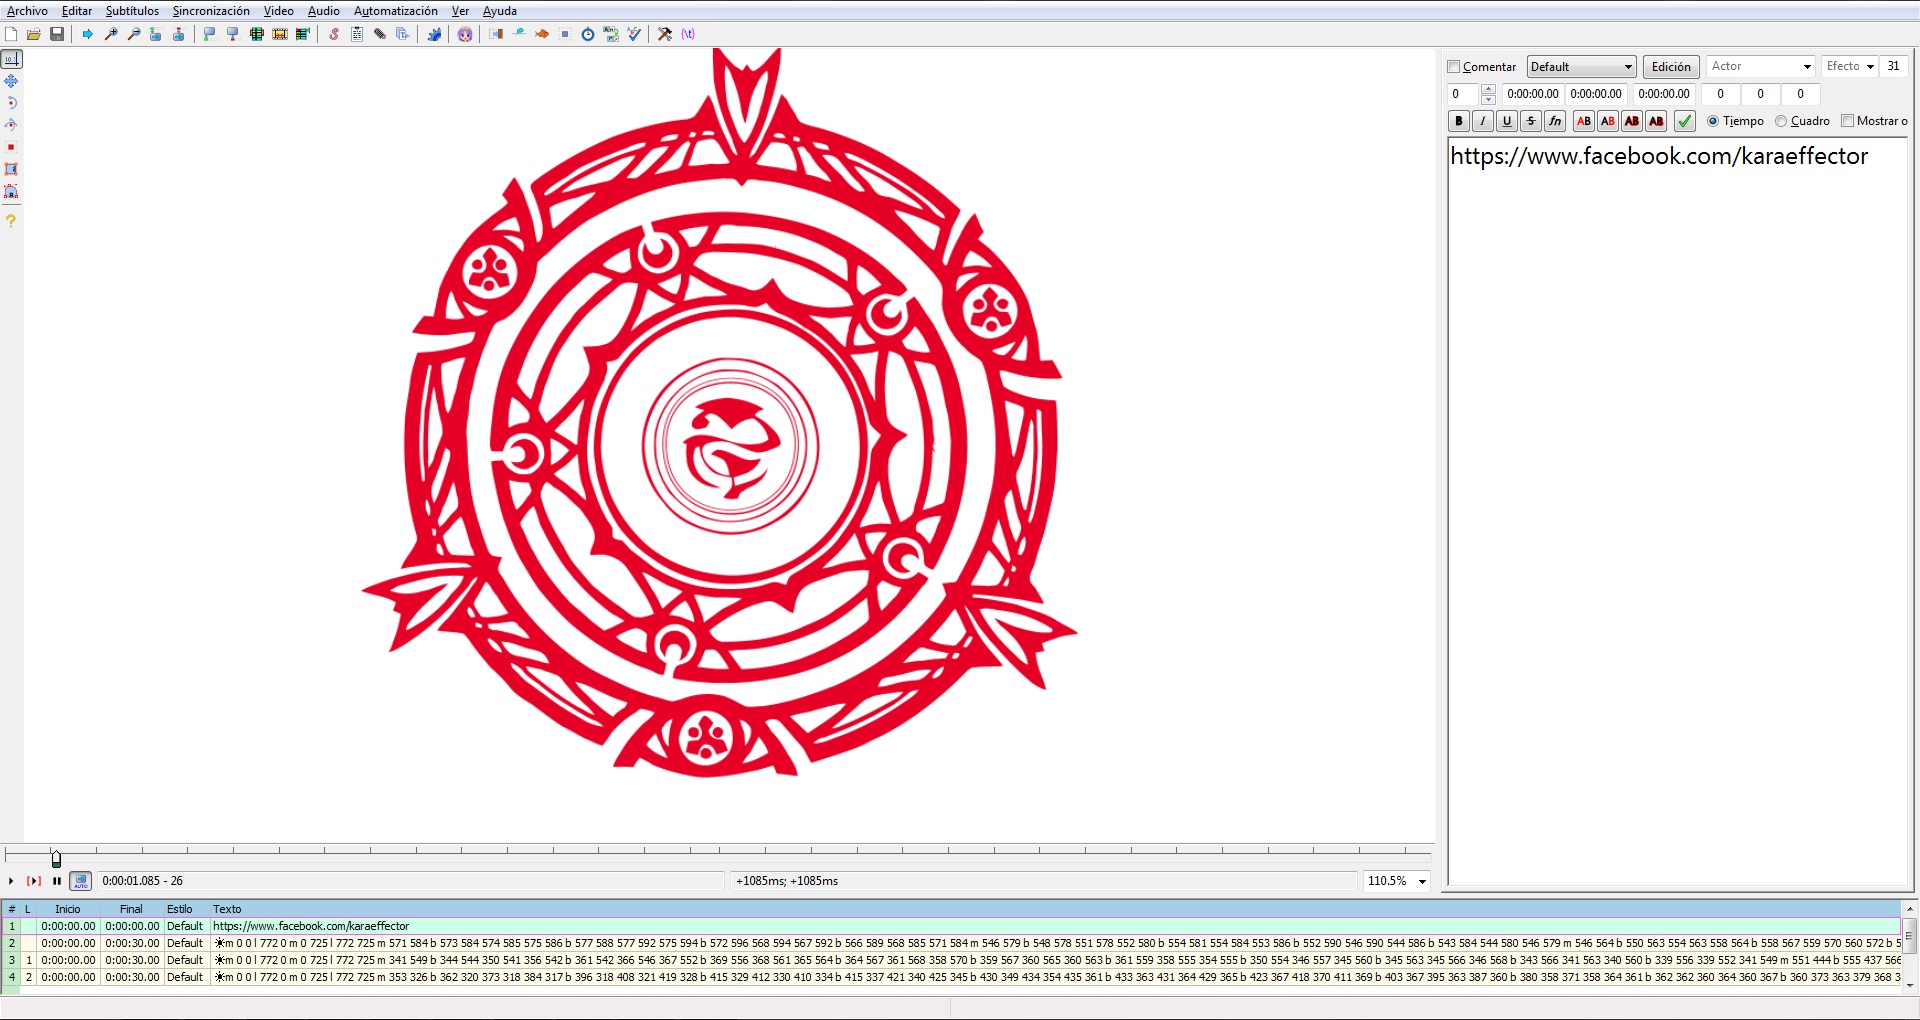 Archivo Editar Subtítulos Sincronización Video Audio Automatización Ver Ayuda
Comentar Default Edición Actor Efecto 31
0 0:00:00.00 0:00:00.00 0:00:00.00 0 0 0
B I U S fn AB AB AB AB Tiempo Cuadro Mostrar o
https://www.facebook.com/karaeffector
0:00:01.085 - 26 +1085ms; +1085ms 110.5%
# L Inicio Final Estilo Texto
1 0:00:00.00 0:00:00.00 Default https://www.facebook.com/karaeffector
2 0:00:00.00 0:00:30.00 Default ☀m 0 0 l 772 0 m 0 725 l 772 725 m 571 584 b 573 584 574 585 575 586 b 577 588 577 592 575 594 b 572 596 568 594 567 592 b 566 589 568 585 571 584 m 546 579 b 548 578 551 578 552 580 b 554 581 554 584 553 586 b 552 590 546 590 544 586 b 543 584 544 580 546 579 m 546 564 b 550 563 554 563 558 564 b 558 567 559 570 560 572 b 5
3 1 0:00:00.00 0:00:30.00 Default ☀m 0 0 l 772 0 m 0 725 l 772 725 m 341 549 b 344 544 350 541 356 542 b 361 542 366 546 367 552 b 369 556 368 561 365 564 b 364 567 361 568 358 570 b 339 567 360 565 360 563 b 361 559 358 555 354 555 b 350 554 346 557 345 560 b 345 563 345 566 346 568 b 343 566 341 563 340 560 b 339 556 339 552 341 549 m 551 444 b 555 437 566
4 2 0:00:00.00 0:00:30.00 Default ☀m 0 0 l 772 0 m 0 725 l 772 725 m 353 326 b 362 320 373 318 384 317 b 396 318 408 321 419 328 b 415 329 412 330 410 334 b 415 337 421 340 425 345 b 430 349 434 354 435 361 b 433 363 431 364 429 365 b 423 367 418 370 411 369 b 403 367 395 363 387 360 b 380 358 371 358 364 361 b 362 362 360 364 360 367 b 360 373 363 379 368 3